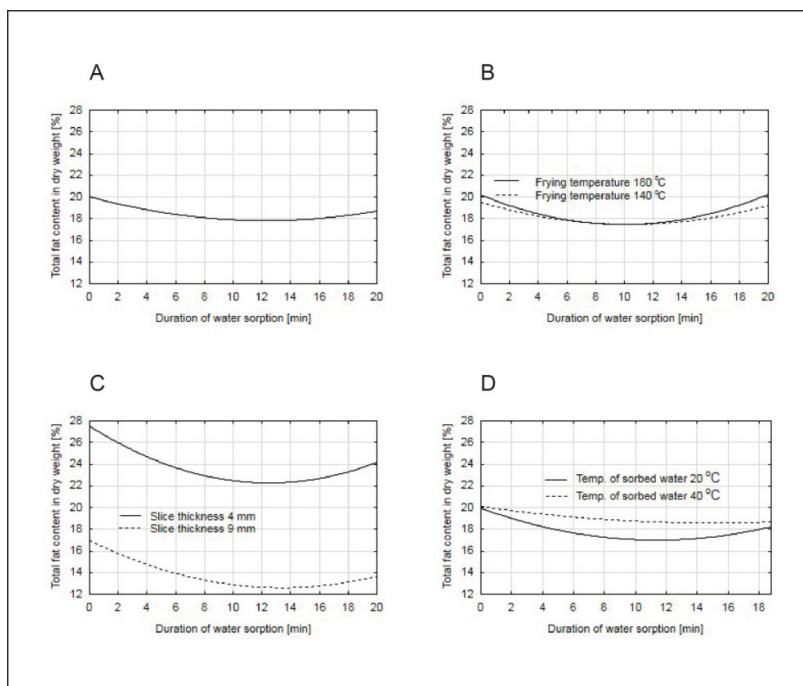 A
Total fat content in dry weight [%]
28
26
24
22
20
18
16
14
12
0 2 4 6 8 10 12 14 16 18 20
Duration of water sorption [min]
B
Total fat content in dry weight [%]
28
26
24
22
20
18
16
14
12
Frying temperature 160 °C
Frying temperature 140 °C
0 2 4 6 8 10 12 14 16 18 20
Duration of water sorption [min]
C
Total fat content in dry weight [%]
28
26
24
22
20
18
16
14
12
Slice thickness 4 mm
Slice thickness 9 mm
0 2 4 6 8 10 12 14 16 18 20
Duration of water sorption [min]
D
Total fat content in dry weight [%]
28
26
24
22
20
18
16
14
12
Temp. of sorbed water 20 °C
Temp. of sorbed water 40 °C
0 2 4 6 8 10 12 14 16 18
Duration of water sorption [min]